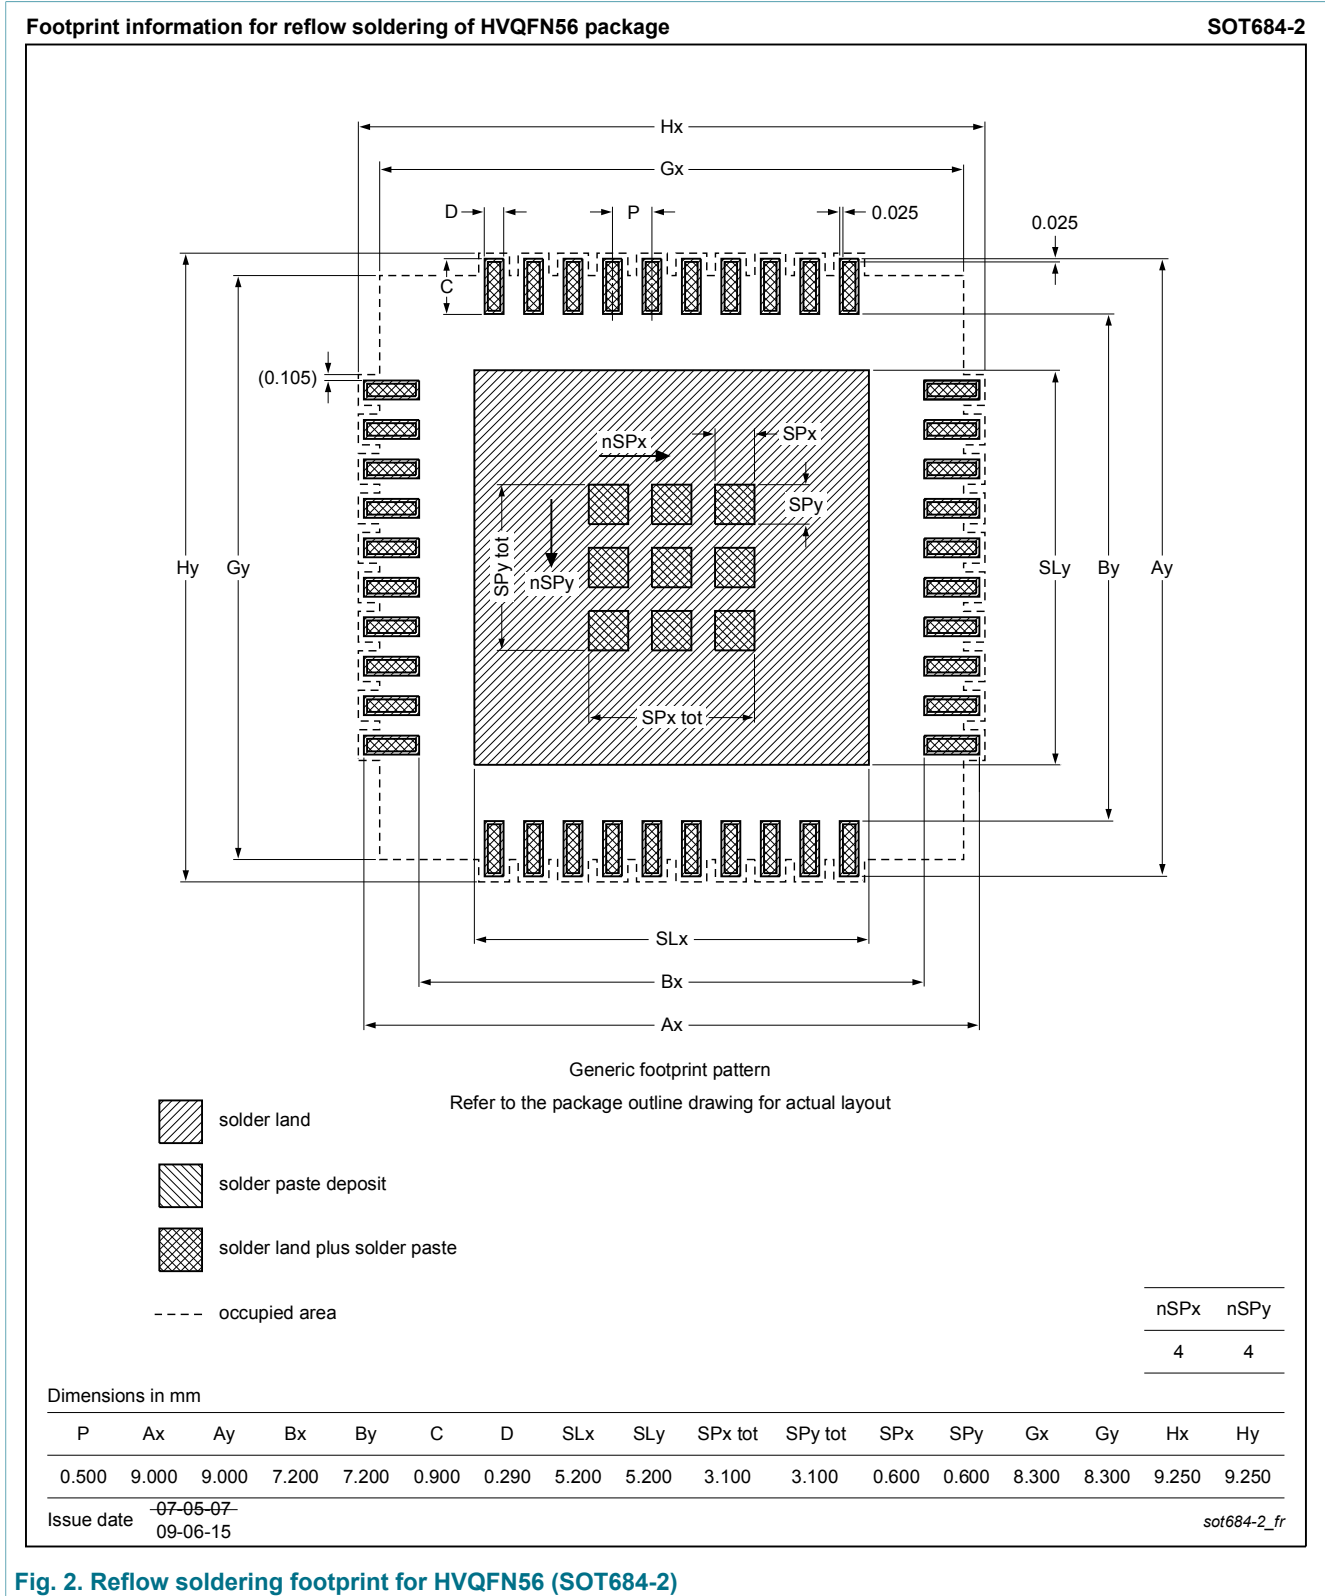 Footprint information for reflow soldering of HVQFN56 package SOT684-2
Hx
Gx
D P 0.025
0.025
C
(0.105)
nSPx SPx
SPy
SPy tot
nSPy
Hy Gy SLy By Ay
SPx tot
SLx
Bx
Ax
Generic footprint pattern
Refer to the package outline drawing for actual layout
solder land
solder paste deposit
solder land plus solder paste
occupied area
nSPx nSPy
4 4
Dimensions in mm
P Ax Ay Bx By C D SLx SLy SPx tot SPy tot SPx SPy Gx Gy Hx Hy
0.500 9.000 9.000 7.200 7.200 0.900 0.290 5.200 5.200 3.100 3.100 0.600 0.600 8.300 8.300 9.250 9.250
Issue date 07-05-07
09-06-15
sot684-2_fr
Fig. 2. Reflow soldering footprint for HVQFN56 (SOT684-2)